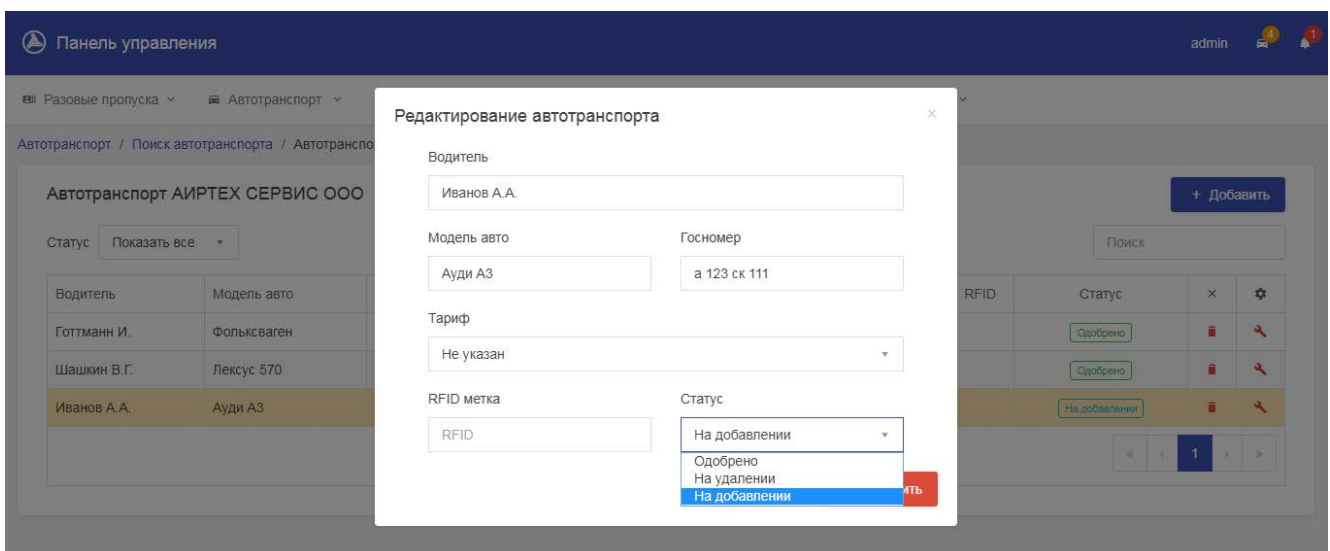 Панель управления
admin
4
1
Разовые пропуска
Автотранспорт
Автотранспорт / Поиск автотранспорта /
Автотранспорт АИРТЕХ СЕРВИС ООО
+ Добавить
Статус Показать все
Поиск
Водитель Модель авто RFID Статус
Готтманн И. Фольксваген Одобрено
Шашкин В.Г. Лексус 570 Одобрено
Иванов А.А. Ауди А3 На добавлении
« ‹ 1 › »
Редактирование автотранспорта ×
Водитель
Иванов А.А.
Модель авто Госномер
Ауди А3 а 123 ск 111
Тариф
Не указан
RFID метка Статус
RFID На добавлении
Одобрено
На удалении
На добавлении